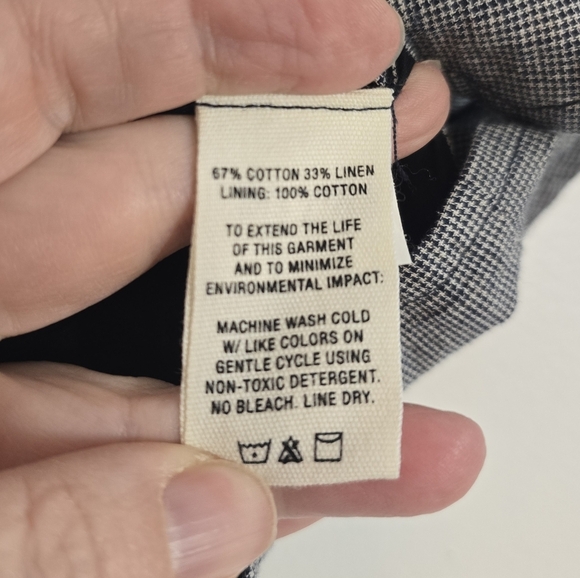 67% COTTON 33% LINEN
LINING: 100% COTTON
TO EXTEND THE LIFE
OF THIS GARMENT
AND TO MINIMIZE
ENVIRONMENTAL IMPACT:
MACHINE WASH COLD
W/ LIKE COLORS ON
GENTLE CYCLE USING
NON-TOXIC DETERGENT.
NO BLEACH. LINE DRY.